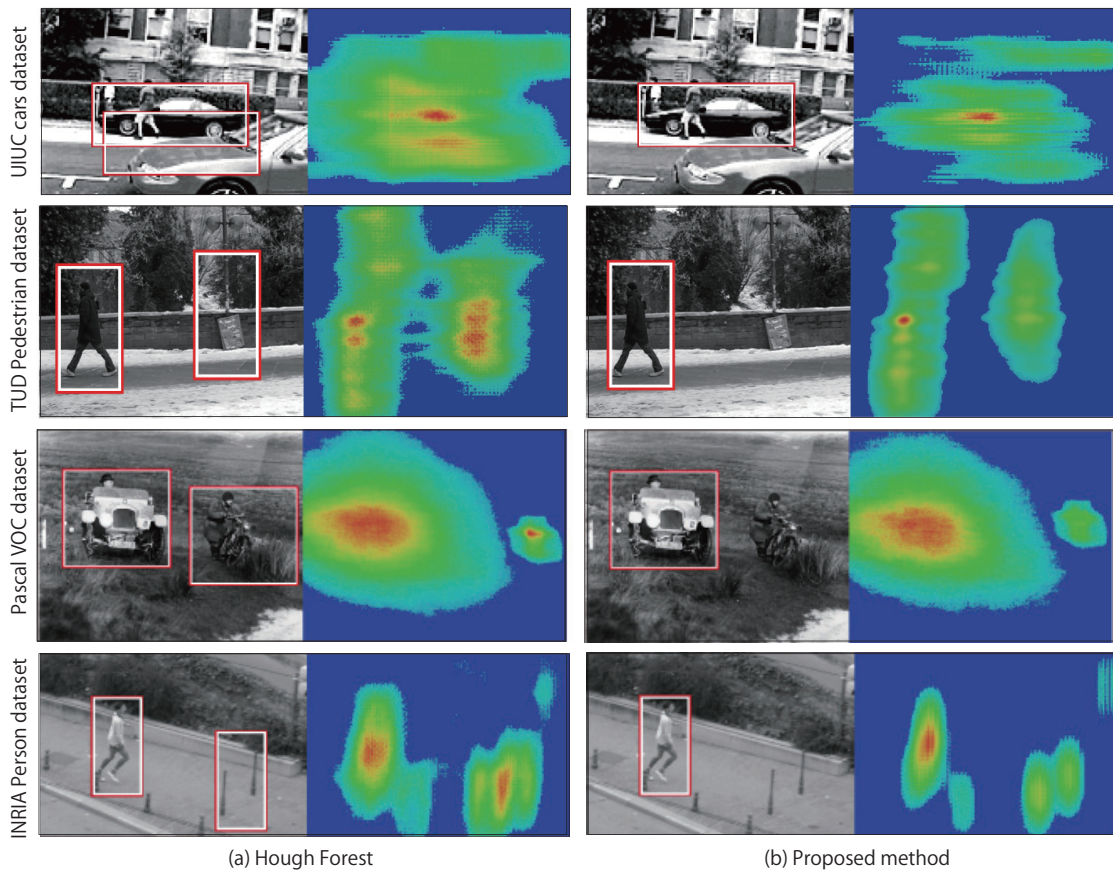 UIUC cars dataset
TUD Pedestrian dataset
Pascal VOC dataset
INRIA Person dataset
(a) Hough Forest
(b) Proposed method